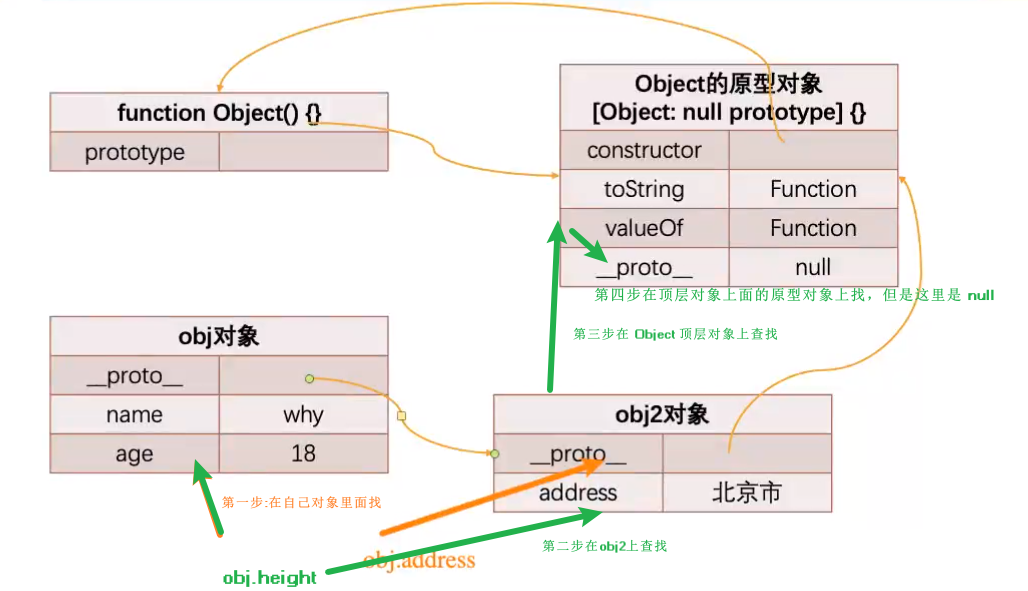 function Object() {}
prototype
Object的原型对象
[Object: null prototype] {}
constructor
toString Function
valueOf Function
__proto__ null
第四步在顶层对象上面的原型对象上找，但是这里是 null
第三步在 Object 顶层对象上查找
obj对象
__proto__
name why
age 18
第一步:在自己对象里面找
obj2对象
__proto__
address 北京市
第二步在obj2上查找
obj.address
obj.height